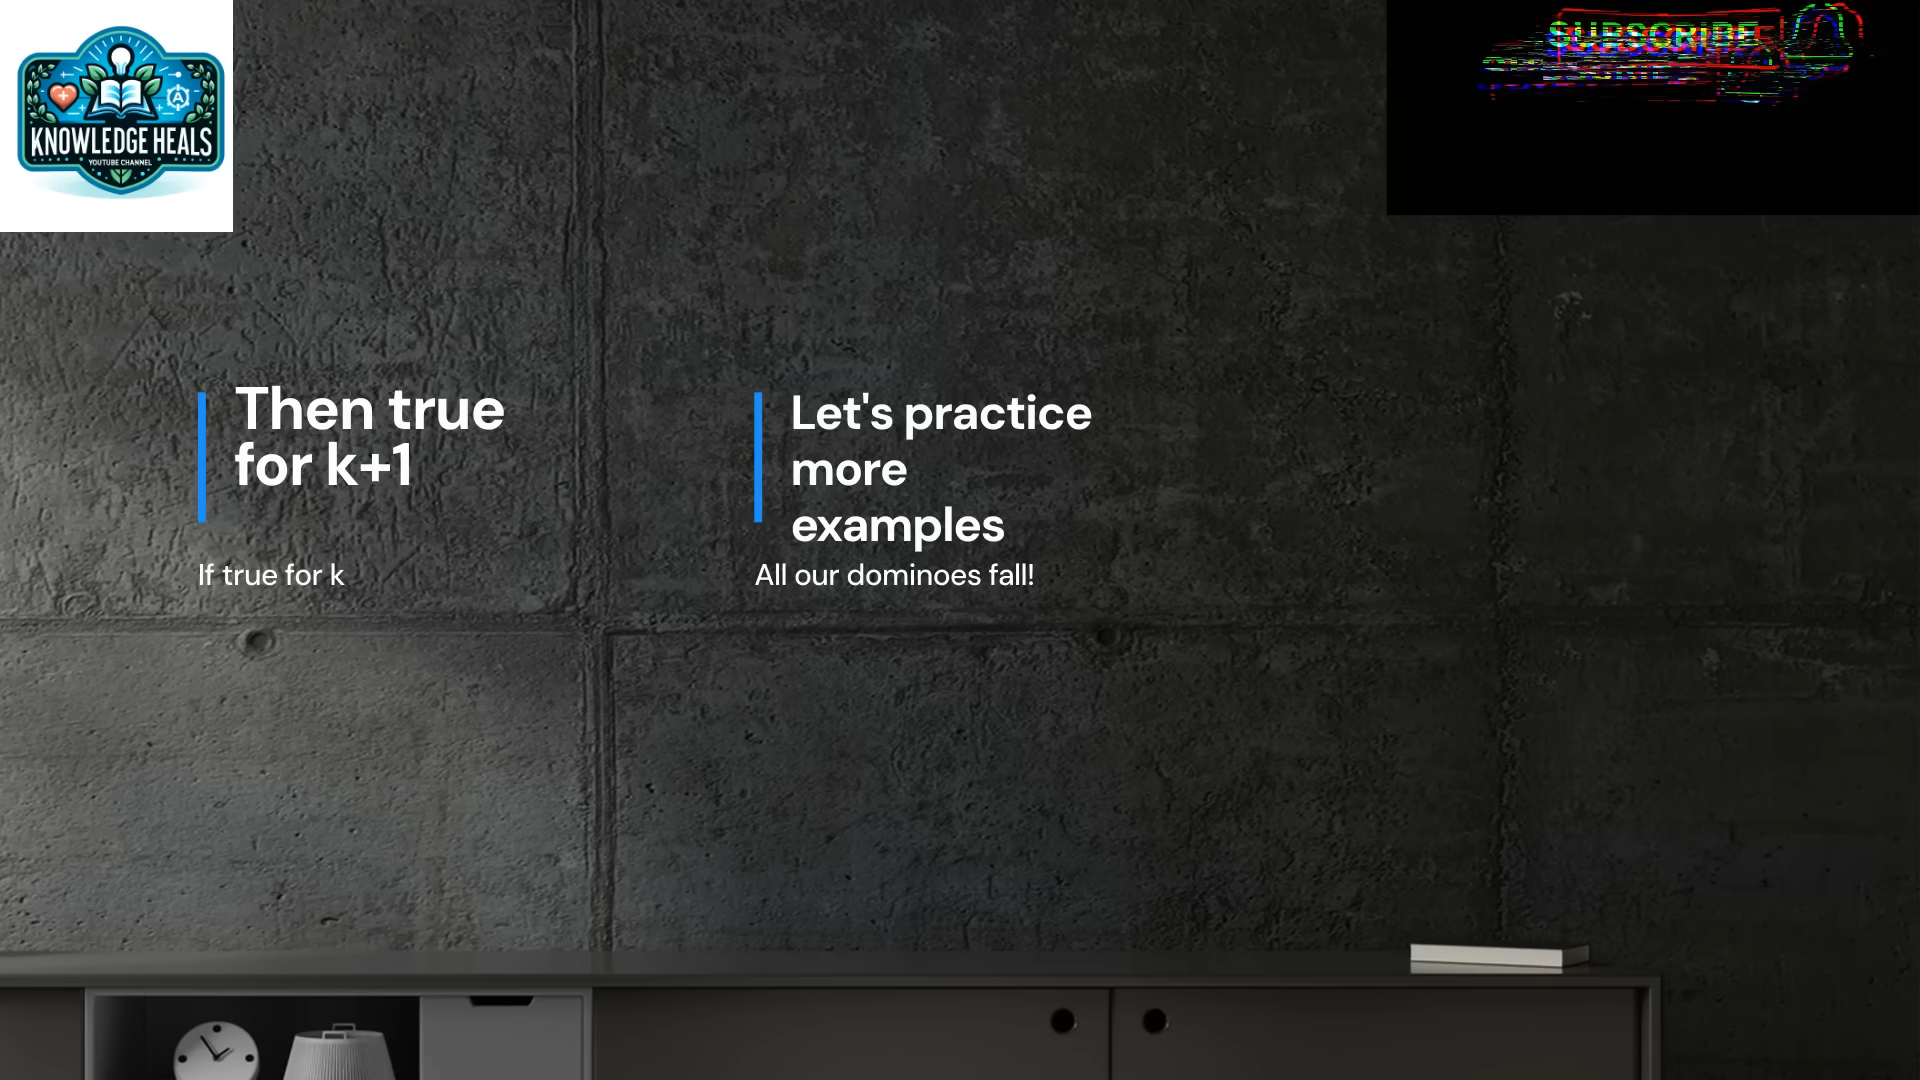 KNOWLEDGE HEALS
YOUTUBE CHANNEL
SUBSCRIBE
Then true
for k+1
If true for k
Let's practice
more
examples
All our dominoes fall!